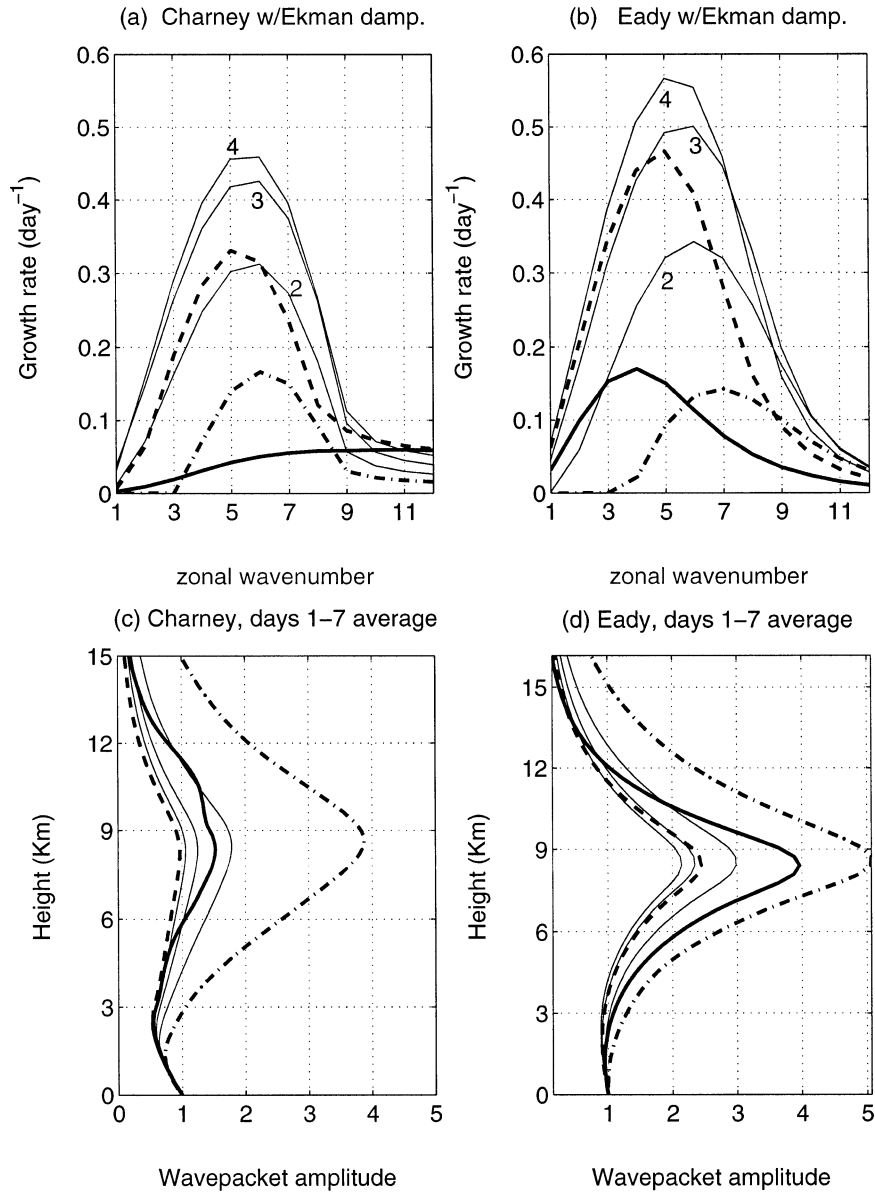 (a) Charney w/Ekman damp.
(b) Eady w/Ekman damp.
0.6
0.5
0.4
0.3
0.2
0.1
0
Growth rate (day⁻¹)
4
3
2
1 3 5 7 9 11
zonal wavenumber
0.6
0.5
0.4
0.3
0.2
0.1
0
Growth rate (day⁻¹)
4
3
2
1 3 5 7 9 11
zonal wavenumber
(c) Charney, days 1−7 average
(d) Eady, days 1−7 average
15
12
9
6
3
0
Height (Km)
0 1 2 3 4 5
Wavepacket amplitude
15
12
9
6
3
0
Height (Km)
1 2 3 4 5
Wavepacket amplitude